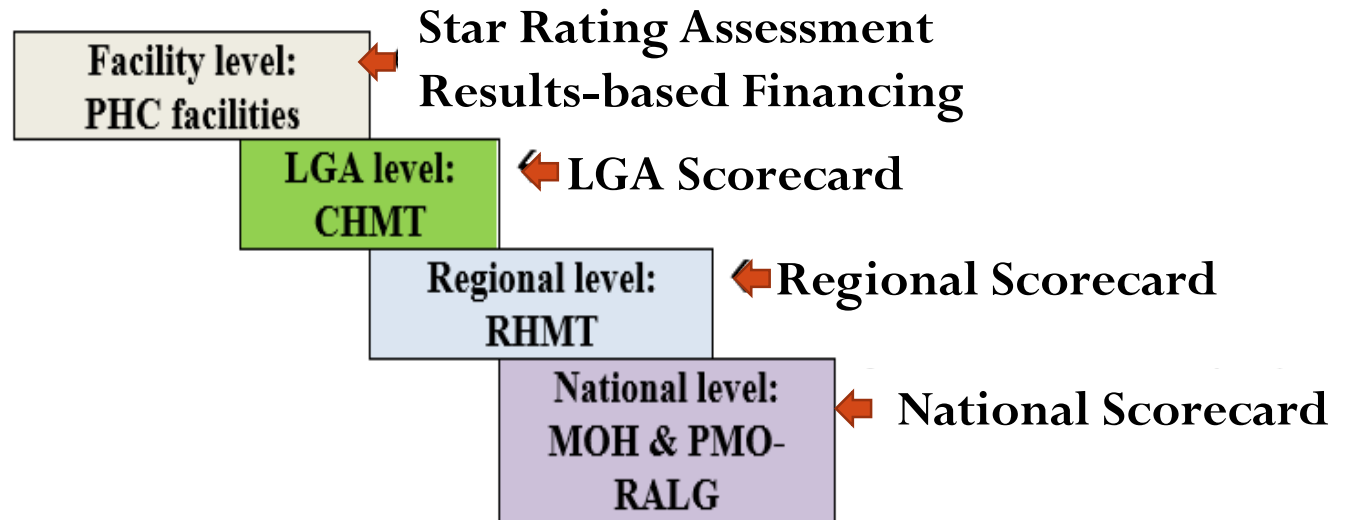 Facility level:
PHC facilities
Star Rating Assessment
Results-based Financing
LGA level:
CHMT
LGA Scorecard
Regional level:
RHMT
Regional Scorecard
National level:
MOH & PMO-
RALG
National Scorecard